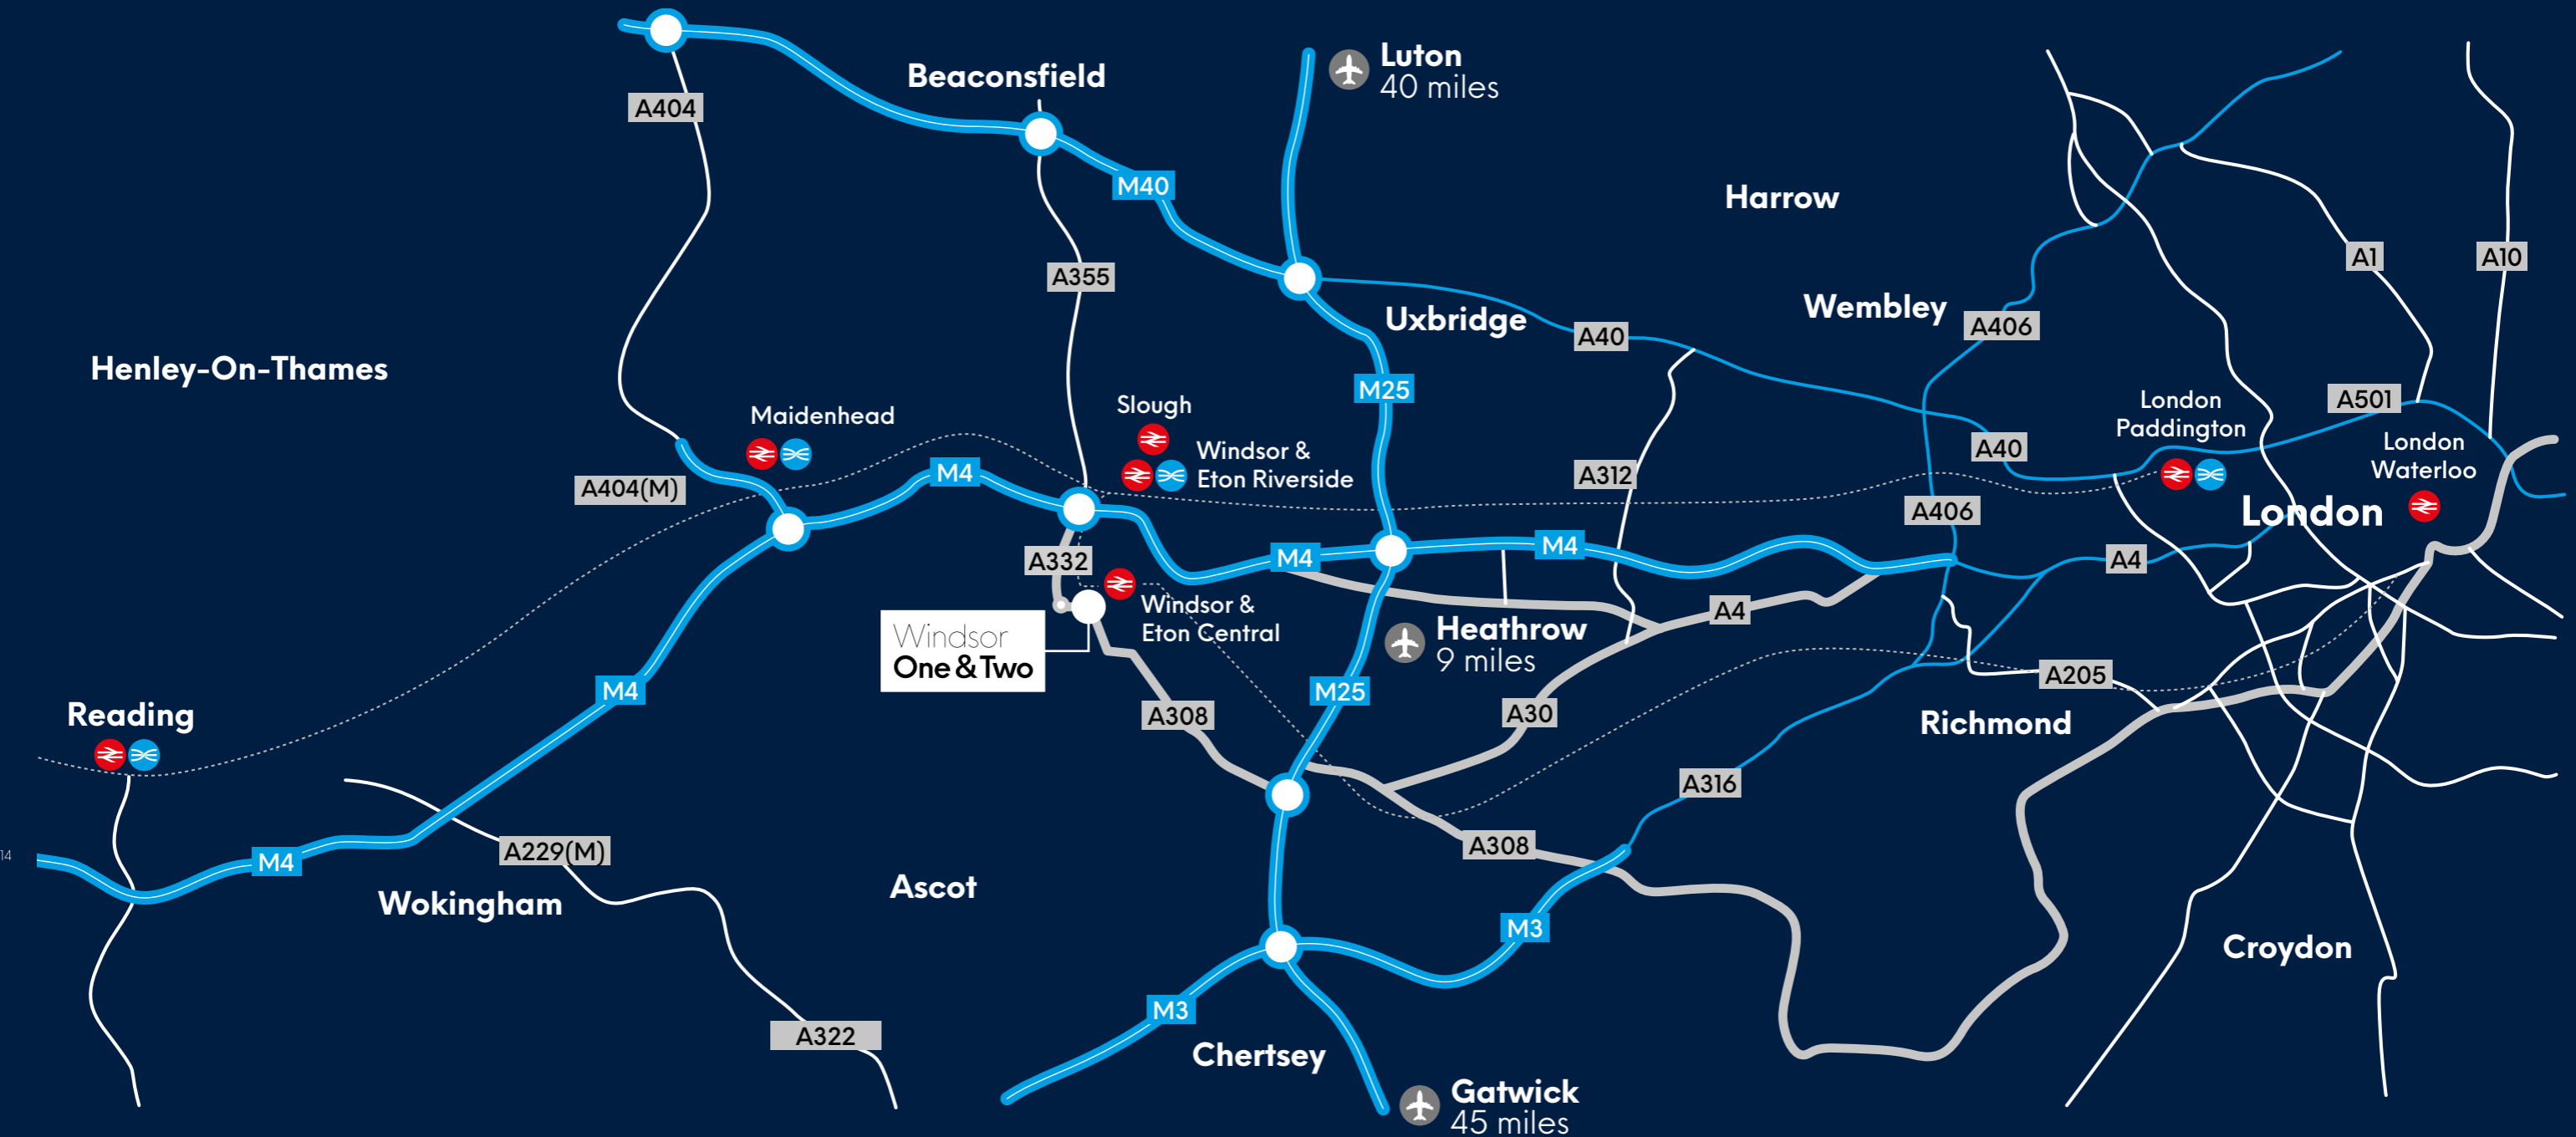 Luton
40 miles
Beaconsfield
A404
M40
Harrow
A355
A1
A10
Uxbridge
Wembley
A406
A40
Henley-On-Thames
M25
Slough
Maidenhead
Windsor &
Eton Riverside
A501
London
Paddington
London
Waterloo
A40
A404(M)
M4
A312
A406
London
A332
M4
M4
A4
Windsor &
Eton Central
Windsor
One & Two
A4
Heathrow
9 miles
M4
M25
A205
Reading
A308
A30
Richmond
A316
A229(M)
A308
14
M4
Wokingham
Ascot
M3
Croydon
M3
A322
Chertsey
Gatwick
45 miles